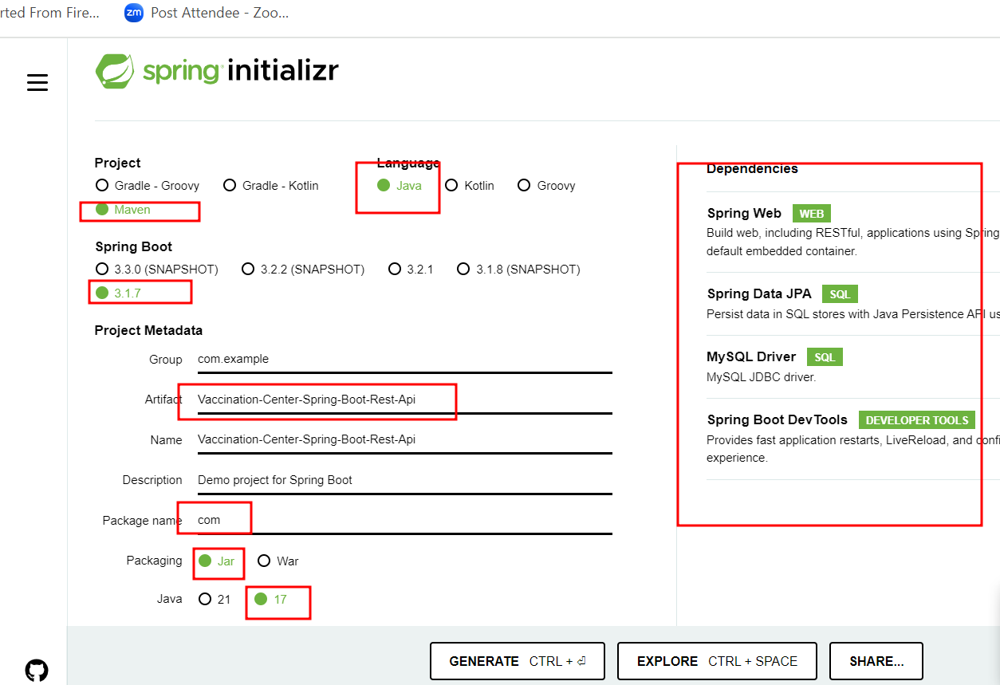 rted From Fire...
zm Post Attendee - Zoo...
spring initializr
Project
Gradle - Groovy
Gradle - Kotlin
Maven
Language
Java
Kotlin
Groovy
Spring Boot
3.3.0 (SNAPSHOT)
3.2.2 (SNAPSHOT)
3.2.1
3.1.8 (SNAPSHOT)
3.1.7
Project Metadata
Group com.example
Artifact Vaccination-Center-Spring-Boot-Rest-Api
Name Vaccination-Center-Spring-Boot-Rest-Api
Description Demo project for Spring Boot
Package name com
Packaging Jar War
Java 21 17
Dependencies
Spring Web WEB
Build web, including RESTful, applications using Spring
default embedded container.
Spring Data JPA SQL
Persist data in SQL stores with Java Persistence API us
MySQL Driver SQL
MySQL JDBC driver.
Spring Boot DevTools DEVELOPER TOOLS
Provides fast application restarts, LiveReload, and confi
experience.
GENERATE CTRL + ⏎
EXPLORE CTRL + SPACE
SHARE...